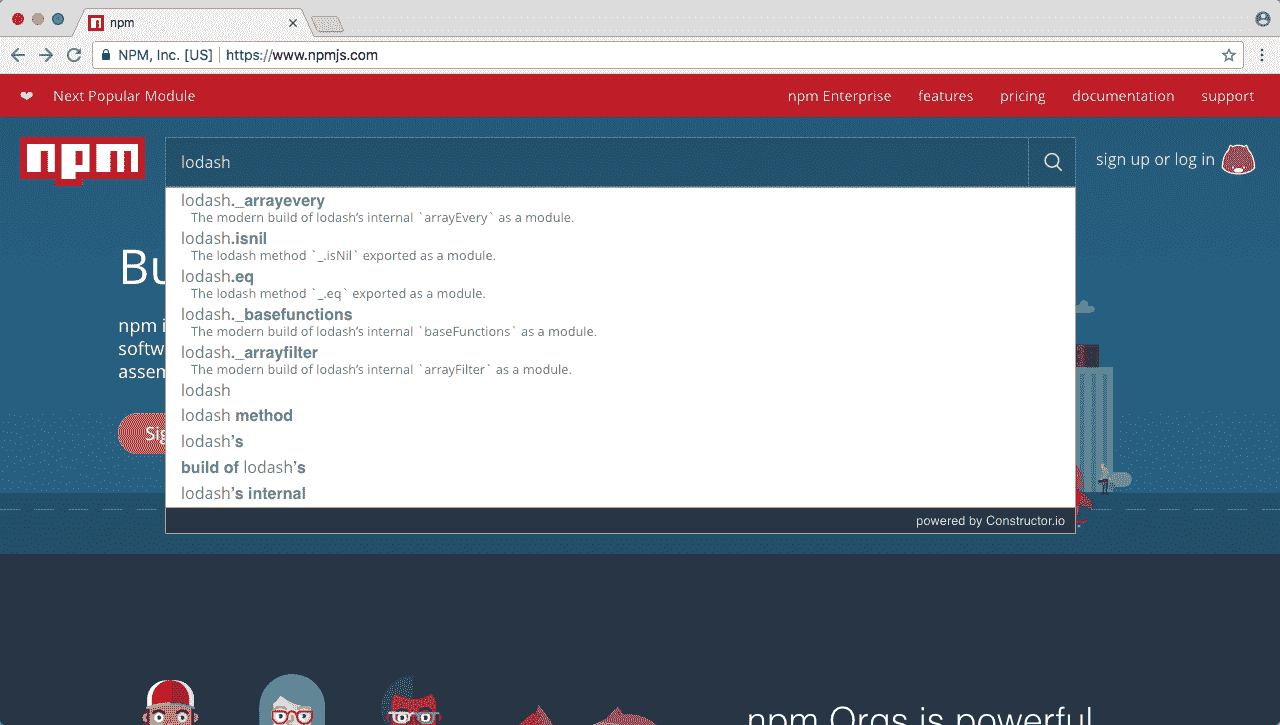 npm
NPM, Inc. [US] | https://www.npmjs.com
❤ Next Popular Module npm Enterprise features pricing documentation support
npm lodash sign up or log in
lodash._arrayevery
The modern build of lodash’s internal `arrayEvery` as a module.
lodash.isnil
The lodash method `_.isNil` exported as a module.
lodash.eq
The lodash method `_.eq` exported as a module.
lodash._basefunctions
The modern build of lodash’s internal `baseFunctions` as a module.
lodash._arrayfilter
The modern build of lodash’s internal `arrayFilter` as a module.
lodash
lodash method
lodash’s
build of lodash’s
lodash’s internal
powered by Constructor.io
Bu
npm i
softw
assem
Sig
npm Orgs is powerful